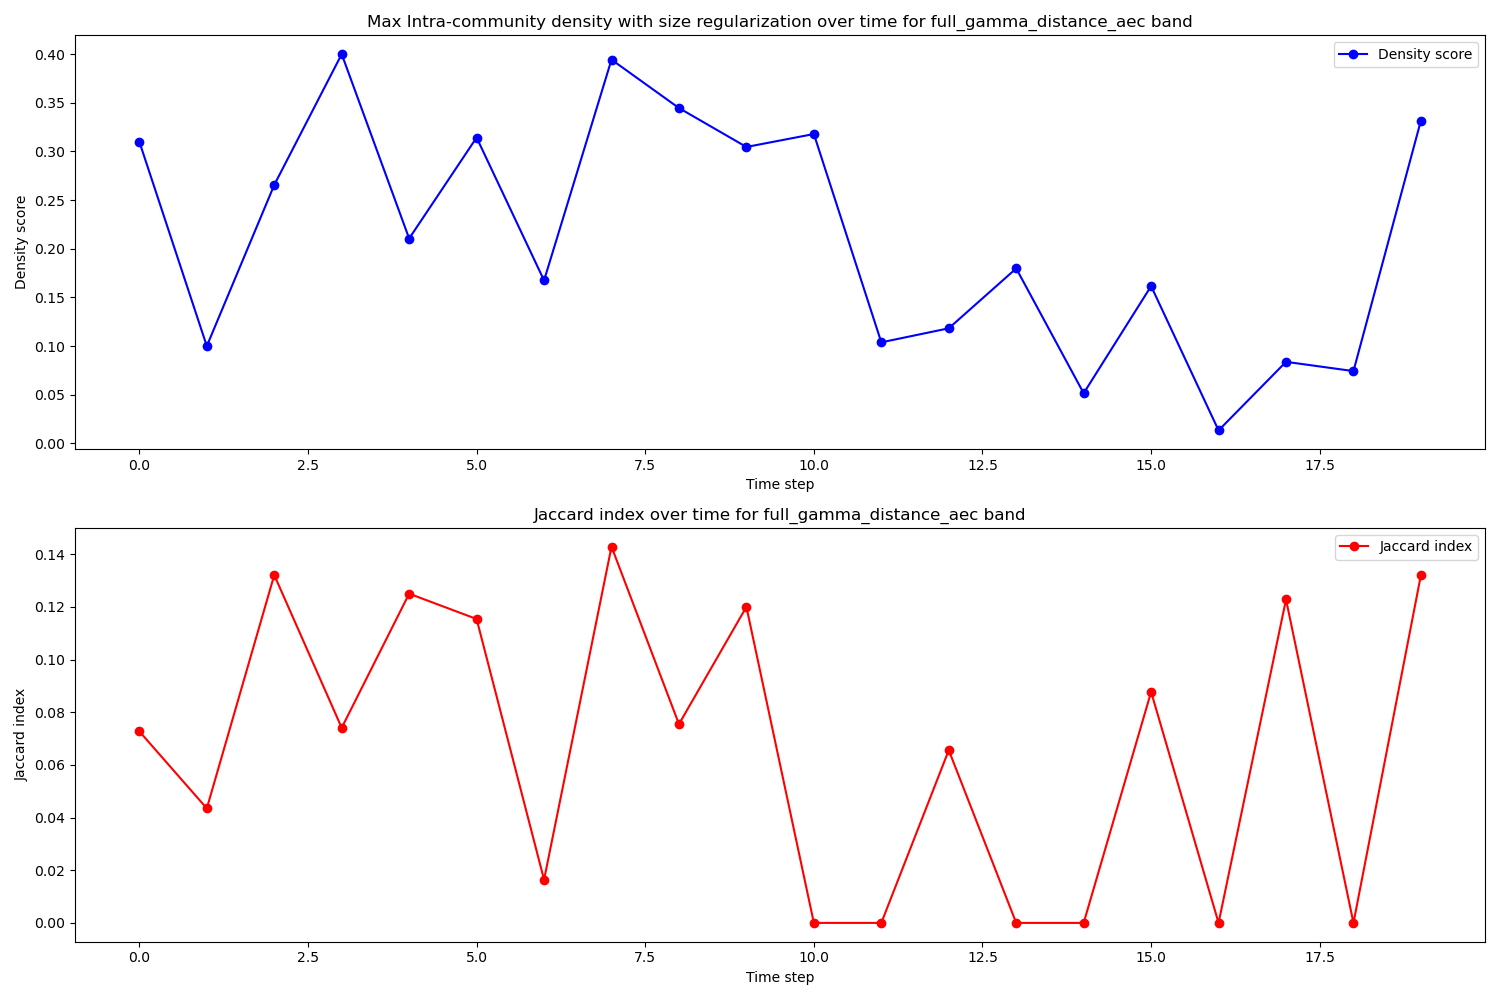 Max Intra-community density with size regularization over time for full_gamma_distance_aec band
Density score
0.40
0.35
0.30
0.25
0.20
0.15
0.10
0.05
0.00
Density score
0.0 2.5 5.0 7.5 10.0 12.5 15.0 17.5
Time step
Jaccard index over time for full_gamma_distance_aec band
Jaccard index
0.14
0.12
0.10
0.08
0.06
0.04
0.02
0.00
Jaccard index
0.0 2.5 5.0 7.5 10.0 12.5 15.0 17.5
Time step